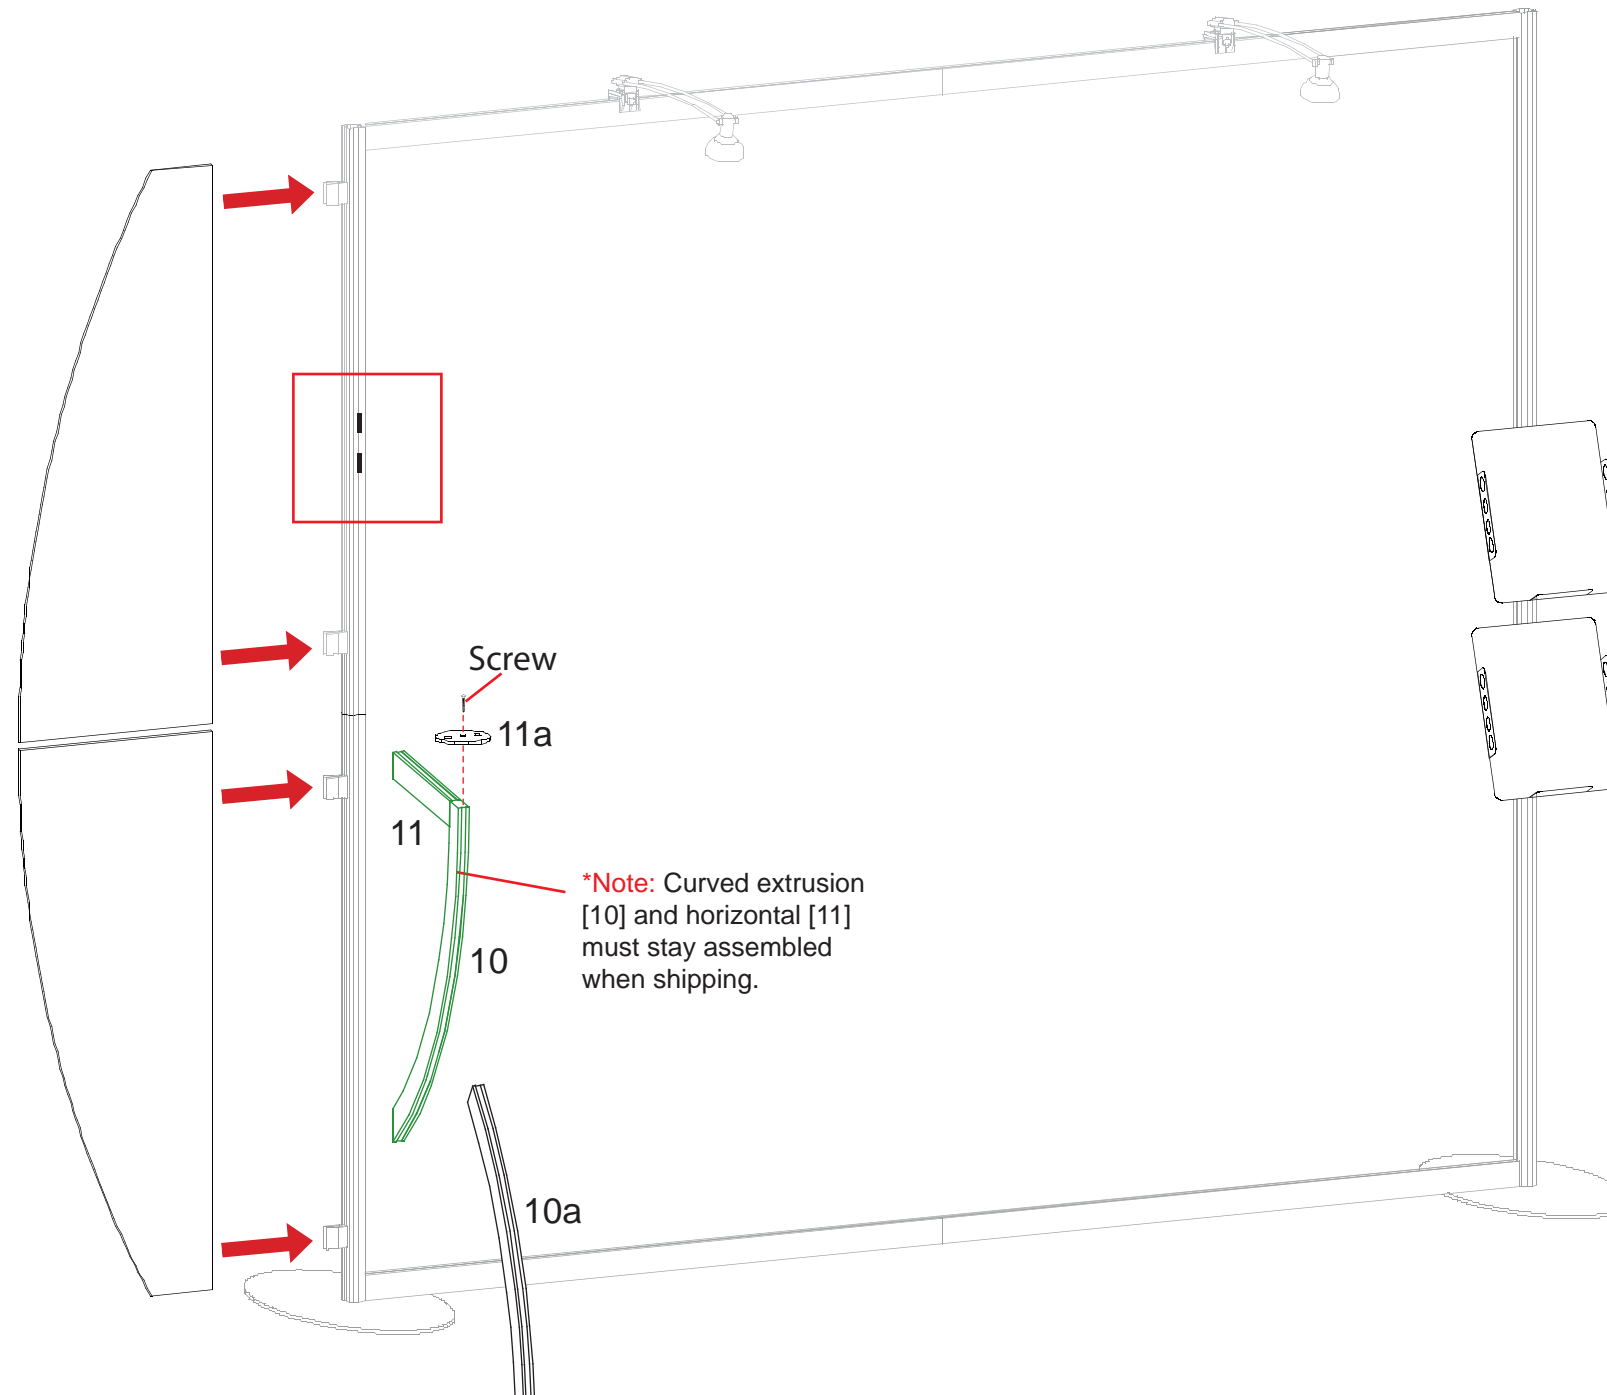 Screw
11a
11
*Note: Curved extrusion
[10] and horizontal [11]
must stay assembled
when shipping.
10
10a